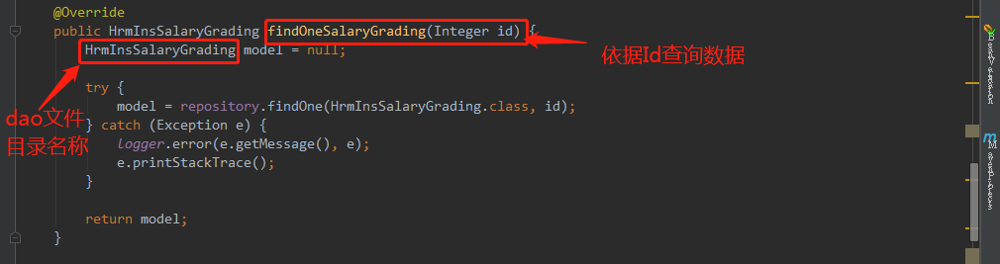 @Override
public HrmInsSalaryGrading findOneSalaryGrading(Integer id) {
HrmInsSalaryGrading model = null;
依据Id查询数据
try {
dao文件
目录名称
model = repository.findOne(HrmInsSalaryGrading.class, id);
} catch (Exception e) {
logger.error(e.getMessage(), e);
e.printStackTrace();
}
return model;
}
m